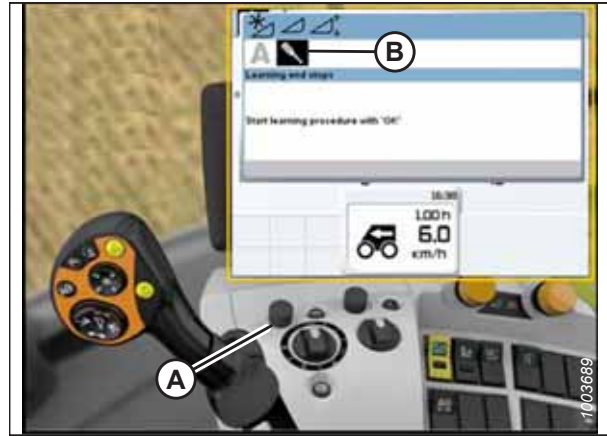 A
B
Learning end stops
Start learning procedure with 'OK'
16:30
1.00 h
6.0
km/h
A
1003689